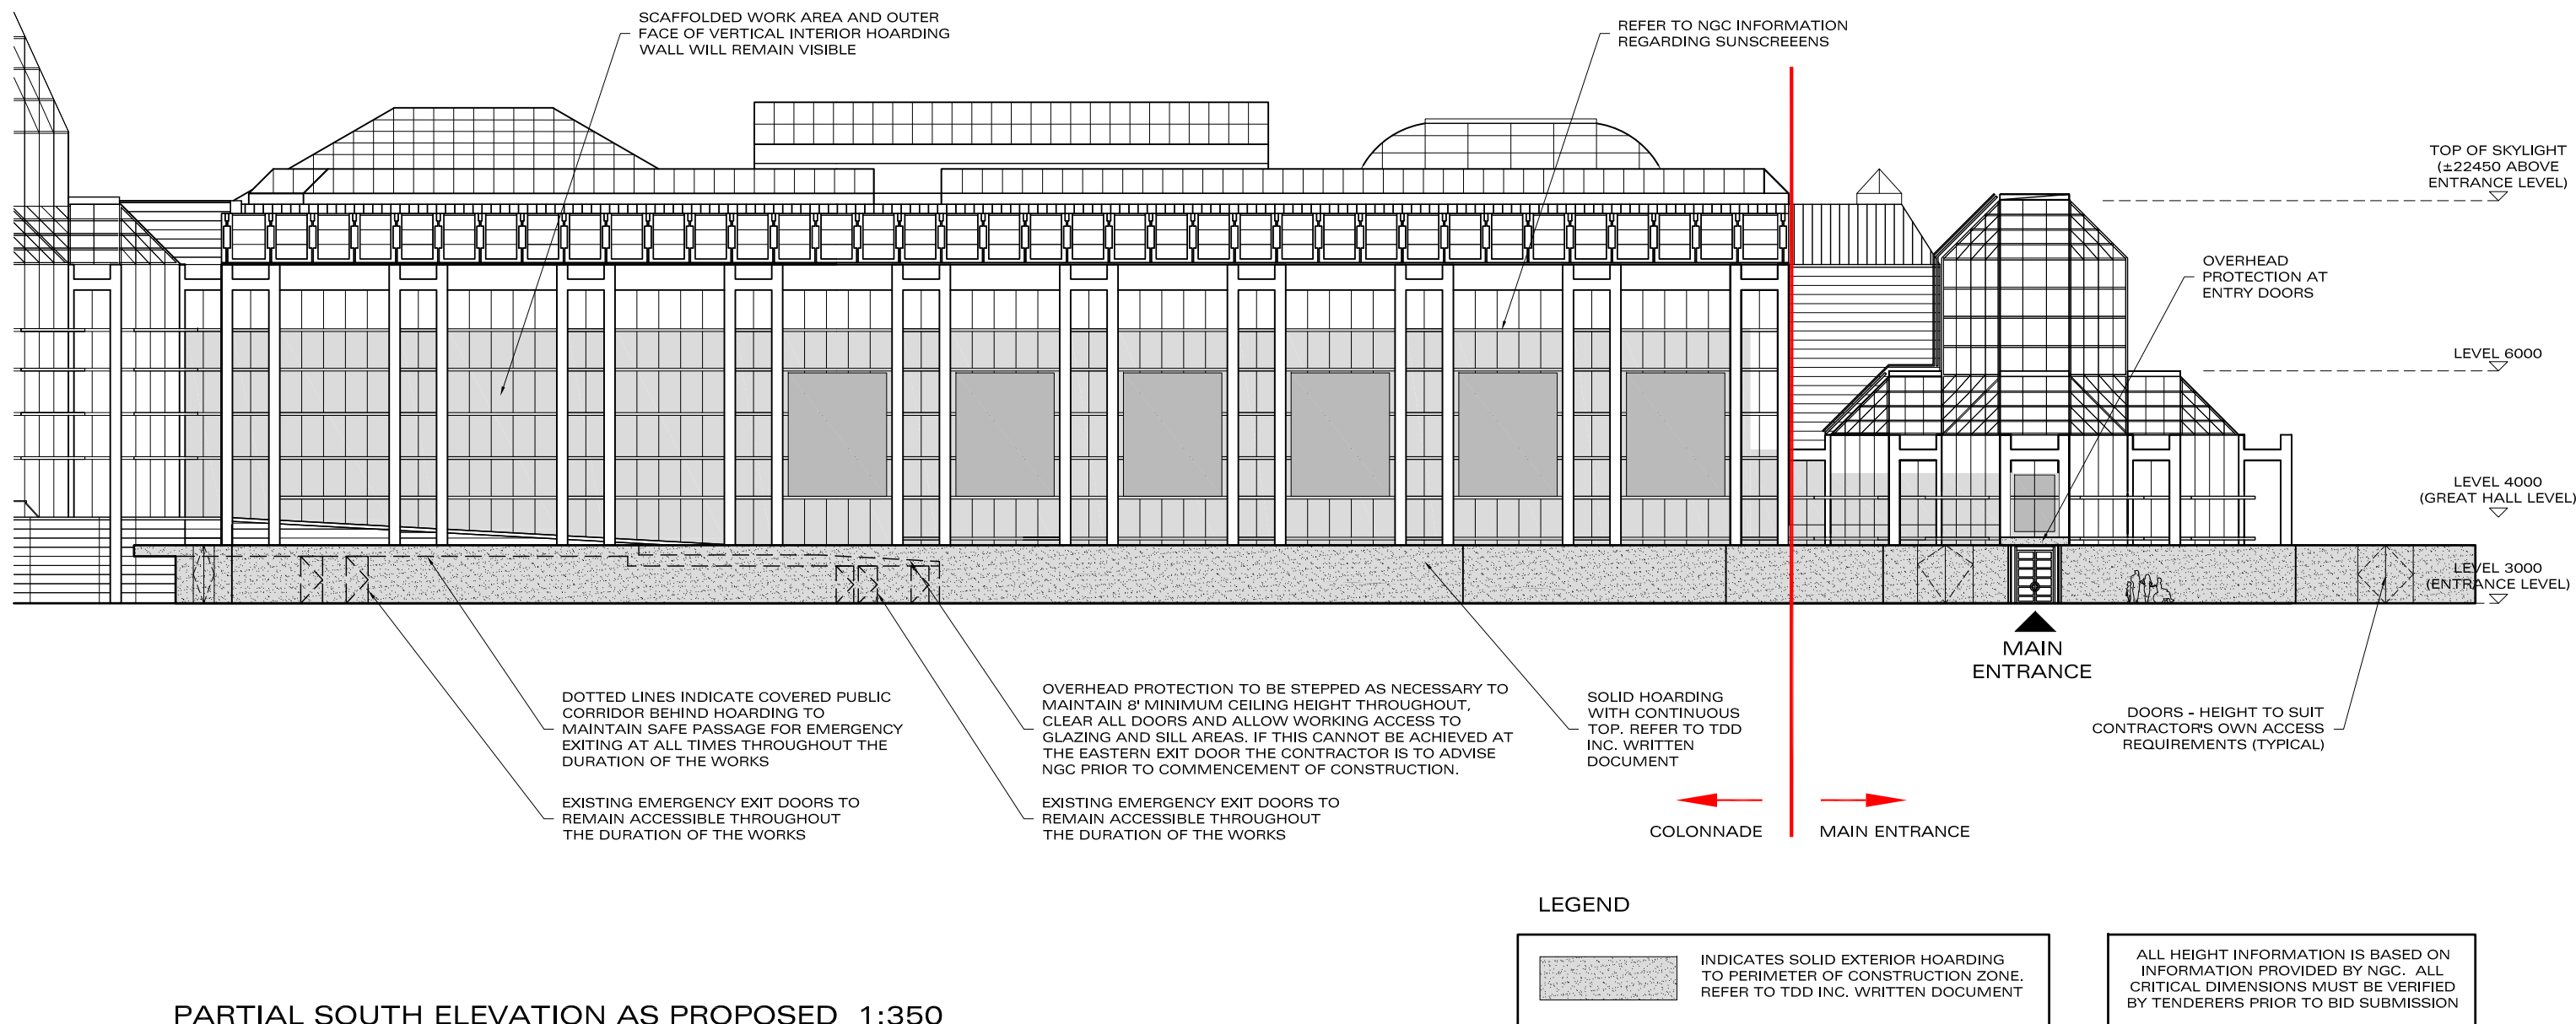 SCAFFOLDED WORK AREA AND OUTER
FACE OF VERTICAL INTERIOR HOARDING
WALL WILL REMAIN VISIBLE
REFER TO NGC INFORMATION
REGARDING SUNSCREEENS
TOP OF SKYLIGHT
(±22450 ABOVE
ENTRANCE LEVEL)
OVERHEAD
PROTECTION AT
ENTRY DOORS
LEVEL 6000
LEVEL 4000
(GREAT HALL LEVEL)
LEVEL 3000
(ENTRANCE LEVEL)
MAIN
ENTRANCE
DOTTED LINES INDICATE COVERED PUBLIC
CORRIDOR BEHIND HOARDING TO
MAINTAIN SAFE PASSAGE FOR EMERGENCY
EXITING AT ALL TIMES THROUGHOUT THE
DURATION OF THE WORKS
EXISTING EMERGENCY EXIT DOORS TO
REMAIN ACCESSIBLE THROUGHOUT
THE DURATION OF THE WORKS
OVERHEAD PROTECTION TO BE STEPPED AS NECESSARY TO
MAINTAIN 8' MINIMUM CEILING HEIGHT THROUGHOUT,
CLEAR ALL DOORS AND ALLOW WORKING ACCESS TO
GLAZING AND SILL AREAS. IF THIS CANNOT BE ACHIEVED AT
THE EASTERN EXIT DOOR THE CONTRACTOR IS TO ADVISE
NGC PRIOR TO COMMENCEMENT OF CONSTRUCTION.
EXISTING EMERGENCY EXIT DOORS TO
REMAIN ACCESSIBLE THROUGHOUT
THE DURATION OF THE WORKS
SOLID HOARDING
WITH CONTINUOUS
TOP. REFER TO TDD
INC. WRITTEN
DOCUMENT
DOORS - HEIGHT TO SUIT
CONTRACTOR'S OWN ACCESS
REQUIREMENTS (TYPICAL)
COLONNADE
MAIN ENTRANCE
LEGEND
INDICATES SOLID EXTERIOR HOARDING
TO PERIMETER OF CONSTRUCTION ZONE.
REFER TO TDD INC. WRITTEN DOCUMENT
ALL HEIGHT INFORMATION IS BASED ON
INFORMATION PROVIDED BY NGC. ALL
CRITICAL DIMENSIONS MUST BE VERIFIED
BY TENDERERS PRIOR TO BID SUBMISSION
PARTIAL SOUTH ELEVATION AS PROPOSED 1:350